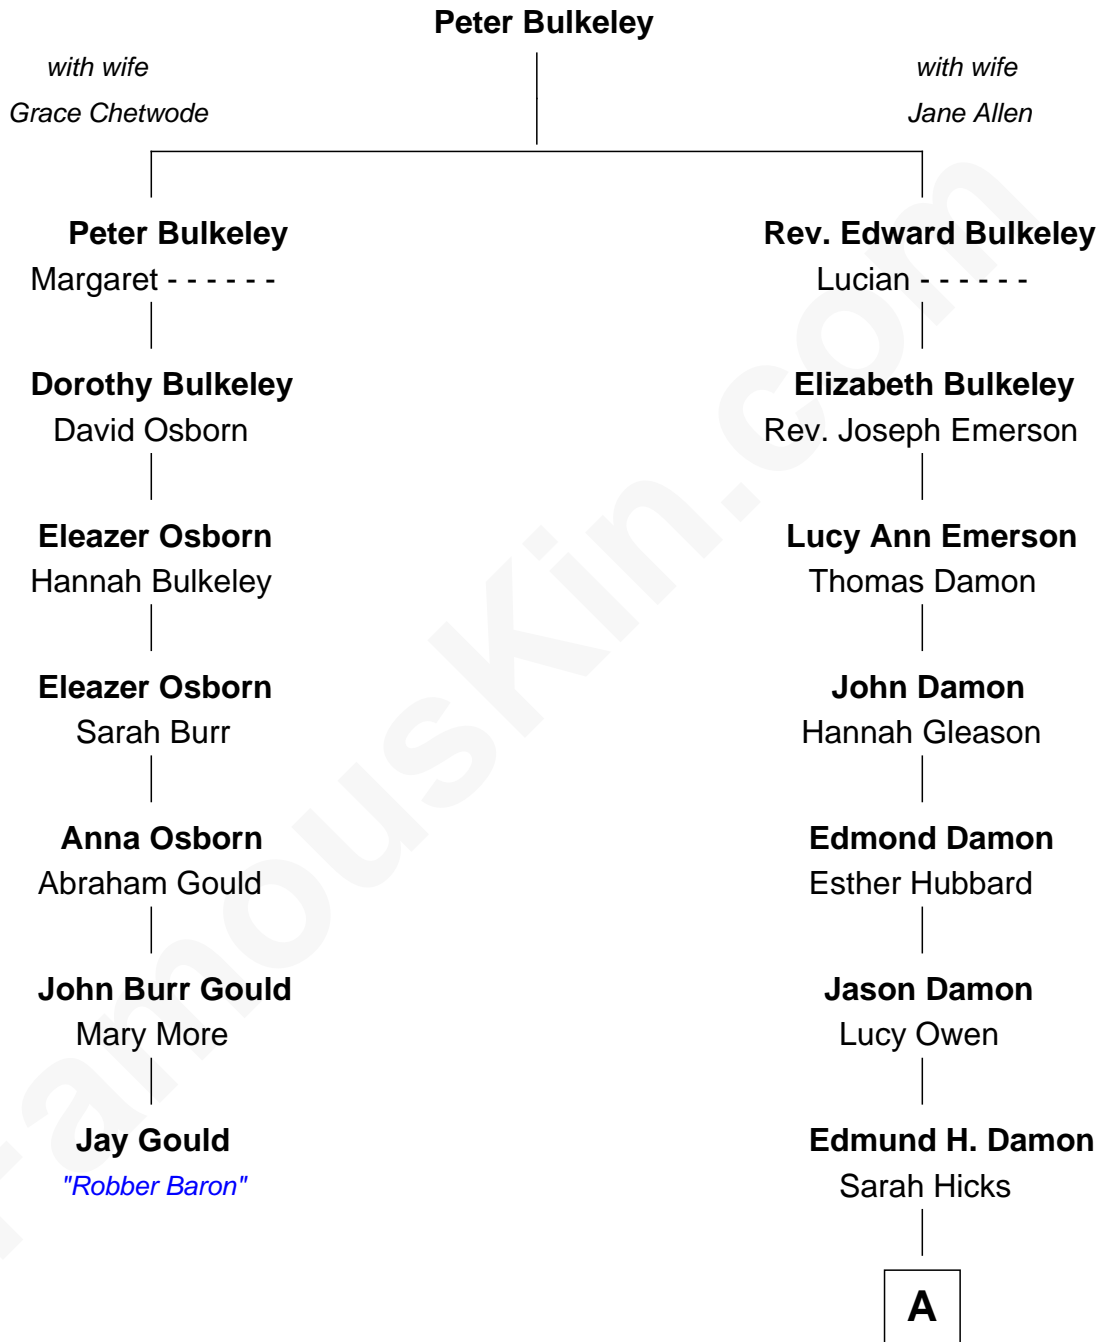 Peter Bulkeley
with wife
Grace Chetwode
with wife
Jane Allen
Peter Bulkeley
Margaret - - - - - -
Dorothy Bulkeley
David Osborn
Eleazer Osborn
Hannah Bulkeley
Eleazer Osborn
Sarah Burr
Anna Osborn
Abraham Gould
John Burr Gould
Mary More
Jay Gould
"Robber Baron"
Rev. Edward Bulkeley
Lucian - - - - - -
Elizabeth Bulkeley
Rev. Joseph Emerson
Lucy Ann Emerson
Thomas Damon
John Damon
Hannah Gleason
Edmond Damon
Esther Hubbard
Jason Damon
Lucy Owen
Edmund H. Damon
Sarah Hicks
A
FamousKin.com